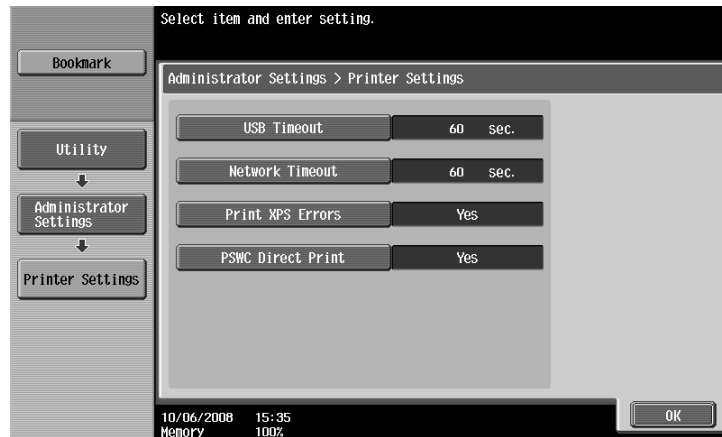 Select item and enter setting.
Bookmark
Administrator Settings > Printer Settings
USB Timeout 60 sec.
Utility
Network Timeout 60 sec.
Administrator
Settings
Print XPS Errors Yes
PSWC Direct Print Yes
Printer Settings
10/06/2008 15:35
Memory 100%
OK